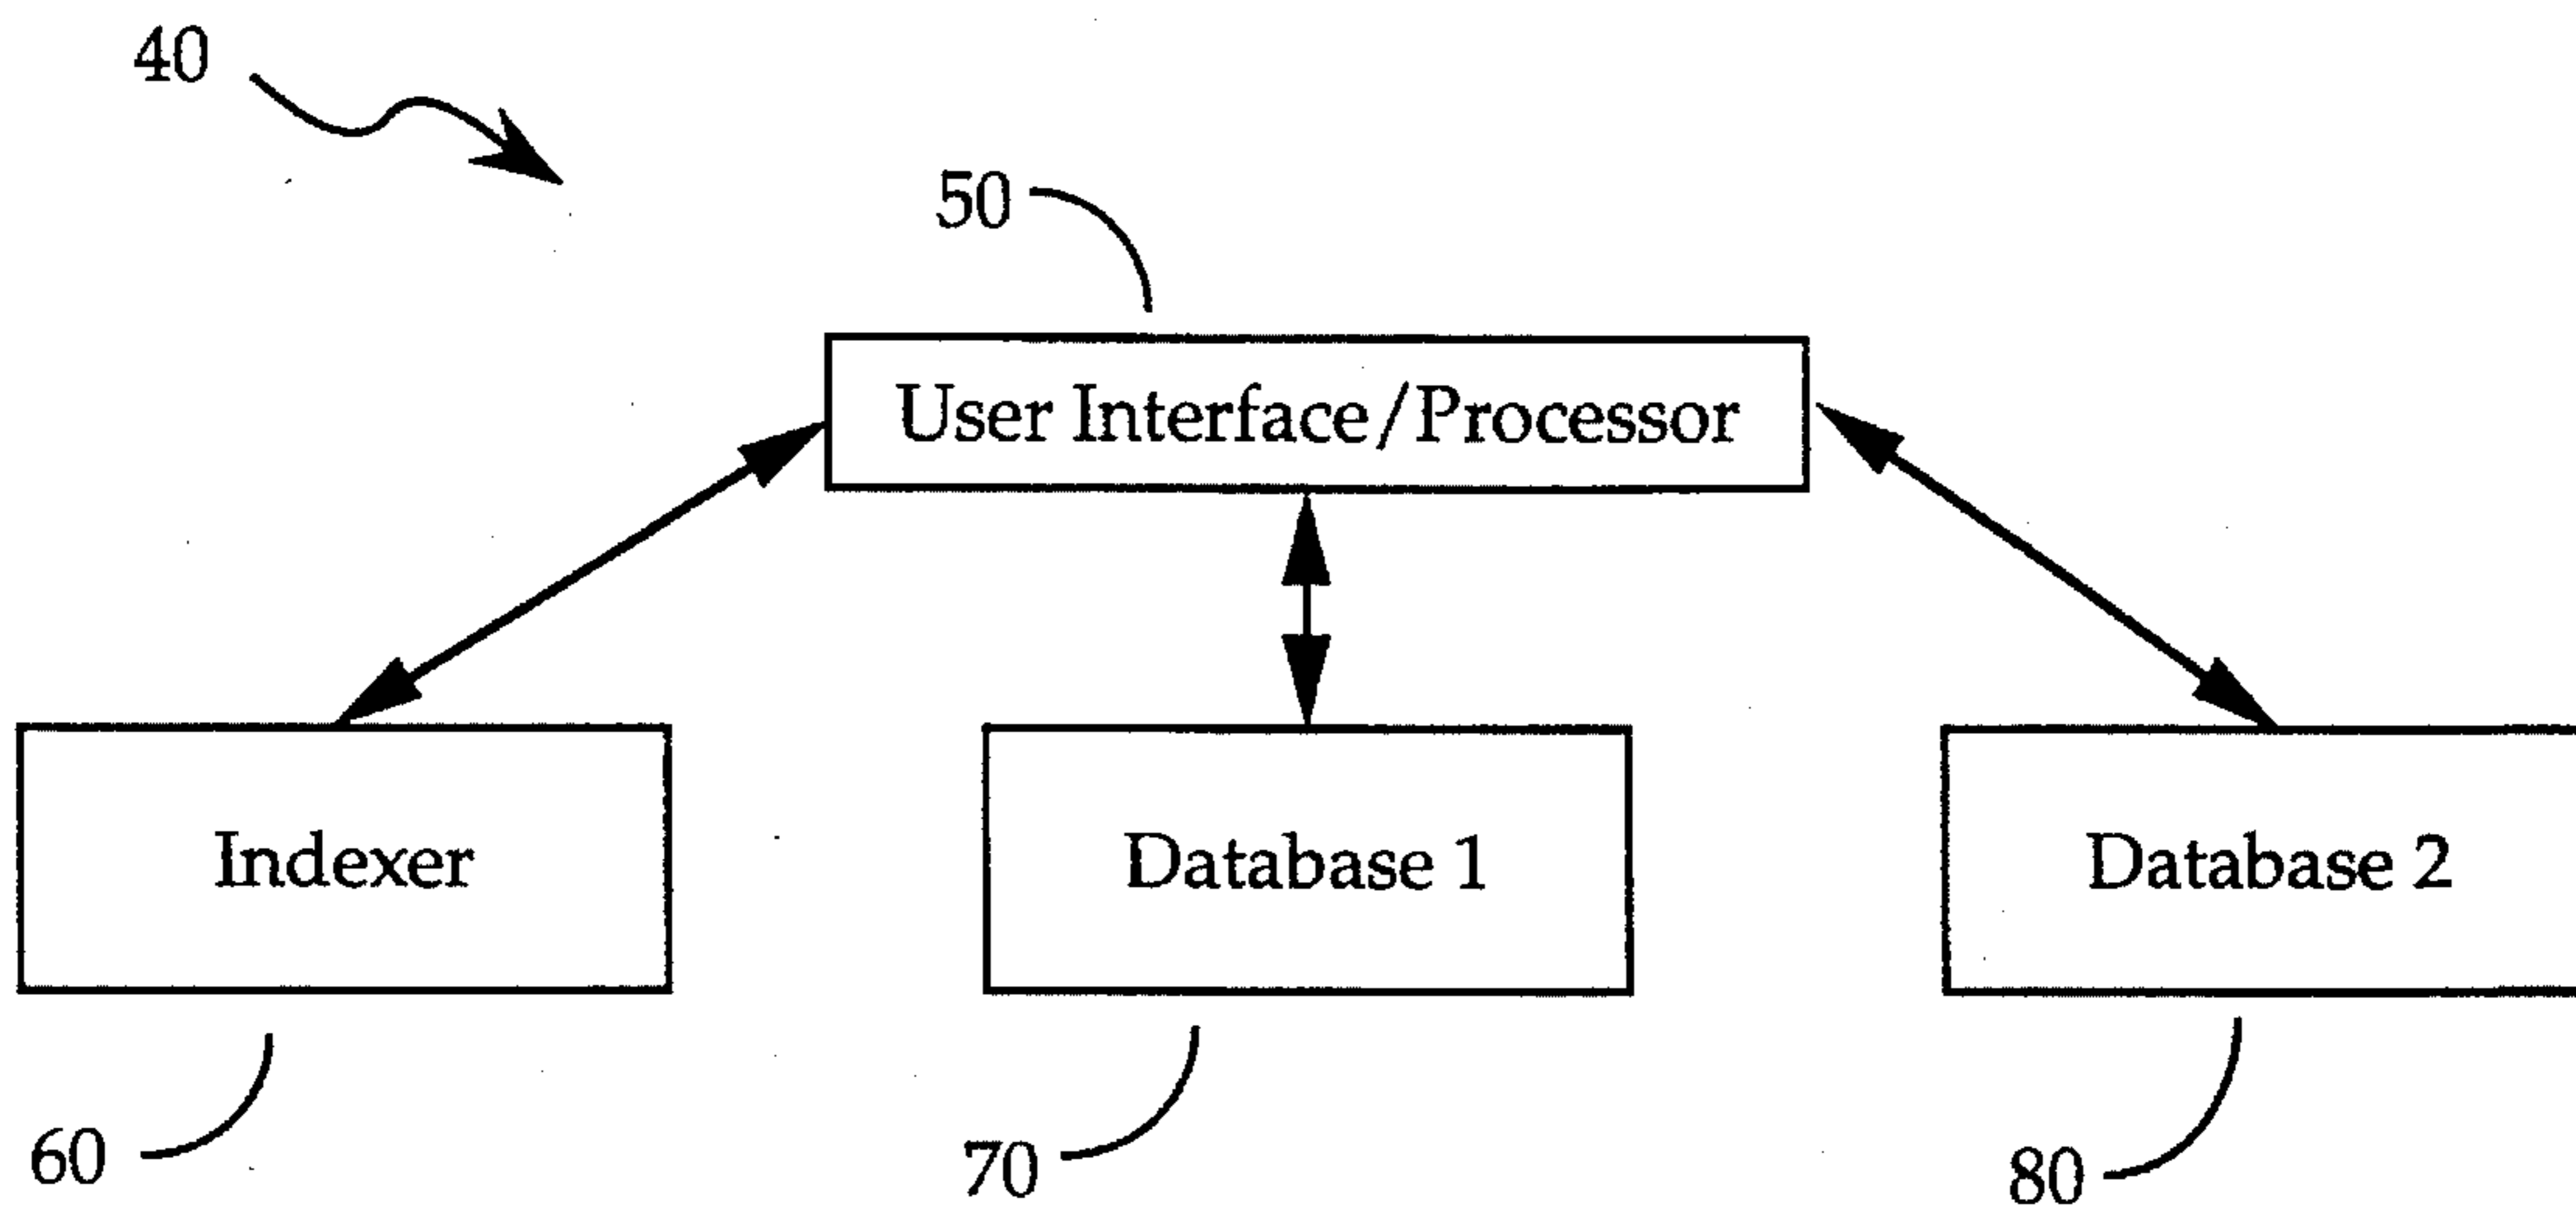 40
50
User Interface/Processor
Indexer
Database 1
Database 2
60
70
80